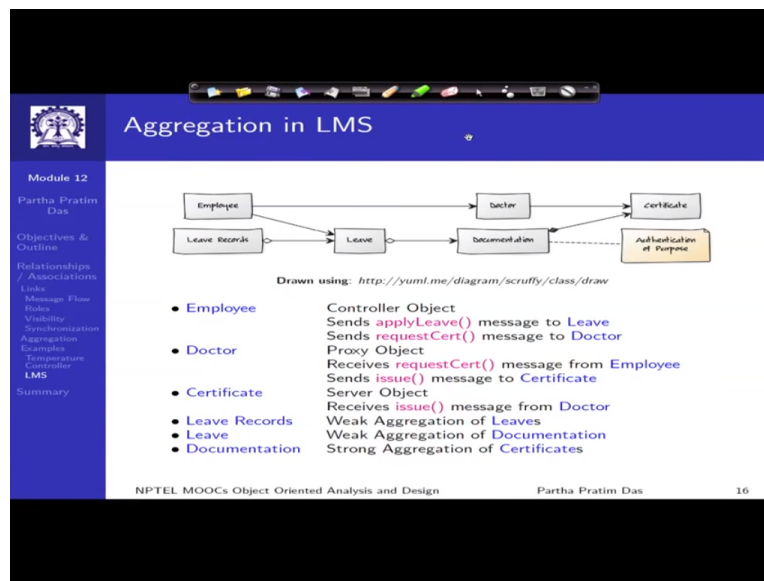 Aggregation in LMS
Module 12
Partha Pratim
Das
Objectives &
Outline
Relationships
/ Associations
Links
Message Flow
Roles
Visibility
Synchronization
Aggregation
Examples
Temperature
Controller
LMS
Summary
Employee
Doctor
Certificate
Leave Records
Leave
Documentation
Authentication
of Purpose
Drawn using: http://yuml.me/diagram/scruffy/class/draw
• Employee Controller Object
Sends applyLeave() message to Leave
Sends requestCert() message to Doctor
• Doctor Proxy Object
Receives requestCert() message from Employee
Sends issue() message to Certificate
• Certificate Server Object
Receives issue() message from Doctor
• Leave Records Weak Aggregation of Leaves
• Leave Weak Aggregation of Documentation
• Documentation Strong Aggregation of Certificates
NPTEL MOOCs Object Oriented Analysis and Design Partha Pratim Das 16